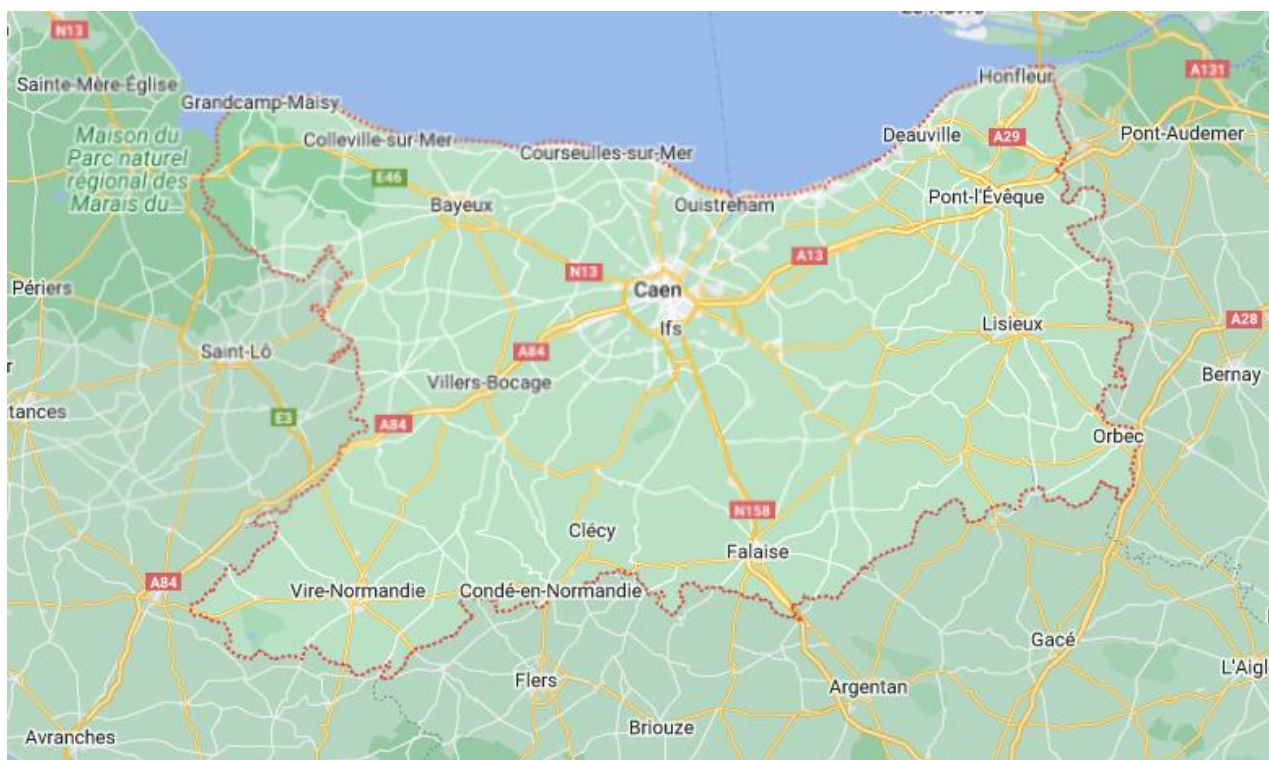 N13
Sainte-Mère-Église
Grandcamp-Maisy
Honfleur
A131
Maison du
Parc naturel
régional des
Marais du...
Colleville-sur-Mer
Courseulles-sur-Mer
Deauville
A29
Pont-Audemer
E46
Bayeux
Ouistreham
Pont-l'Évêque
N13
A13
Périers
Caen
Ifs
Lisieux
A28
Saint-Lô
A84
Villers-Bocage
Bernay
tances
E3
A84
Orbec
N158
Clécy
Falaise
A84
Vire-Normandie
Condé-en-Normandie
Gacé
L'Aigl
Flers
Argentan
Briouze
Avranches